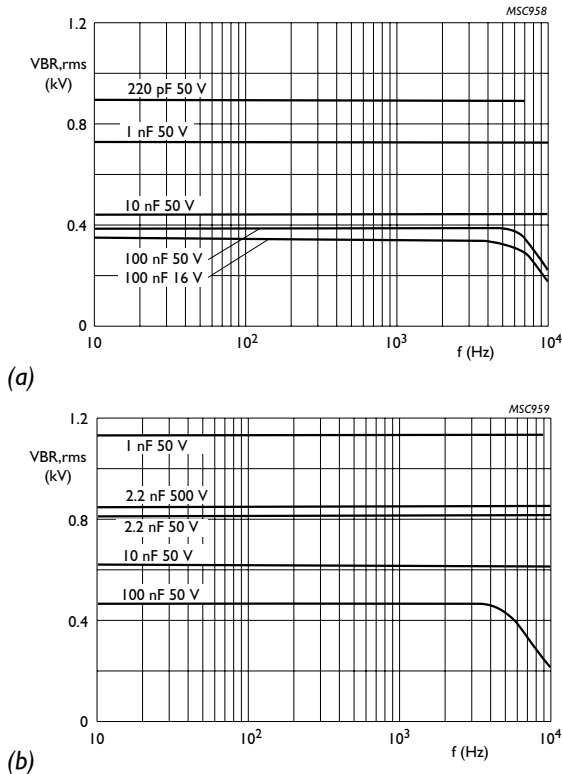 MSC958
1.2
VBR,rms
(kV)
220 pF 50 V
0.8
1 nF 50 V
10 nF 50 V
0.4
100 nF 50 V
100 nF 16 V
0
10 10² 10³ f (Hz) 10⁴
(a)
MSC959
1.2
VBR,rms
(kV)
1 nF 50 V
2.2 nF 500 V
0.8
2.2 nF 50 V
10 nF 50 V
100 nF 50 V
0.4
0
10 10² 10³ f (Hz) 10⁴
(b)